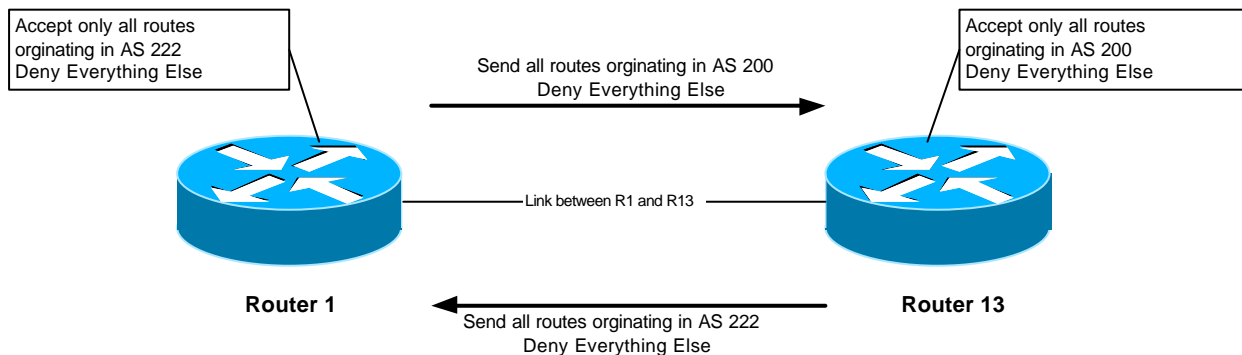 Accept only all routes
orginating in AS 222
Deny Everything Else
Accept only all routes
orginating in AS 200
Deny Everything Else
Send all routes orginating in AS 200
Deny Everything Else
Link between R1 and R13
Router 1
Router 13
Send all routes orginating in AS 222
Deny Everything Else